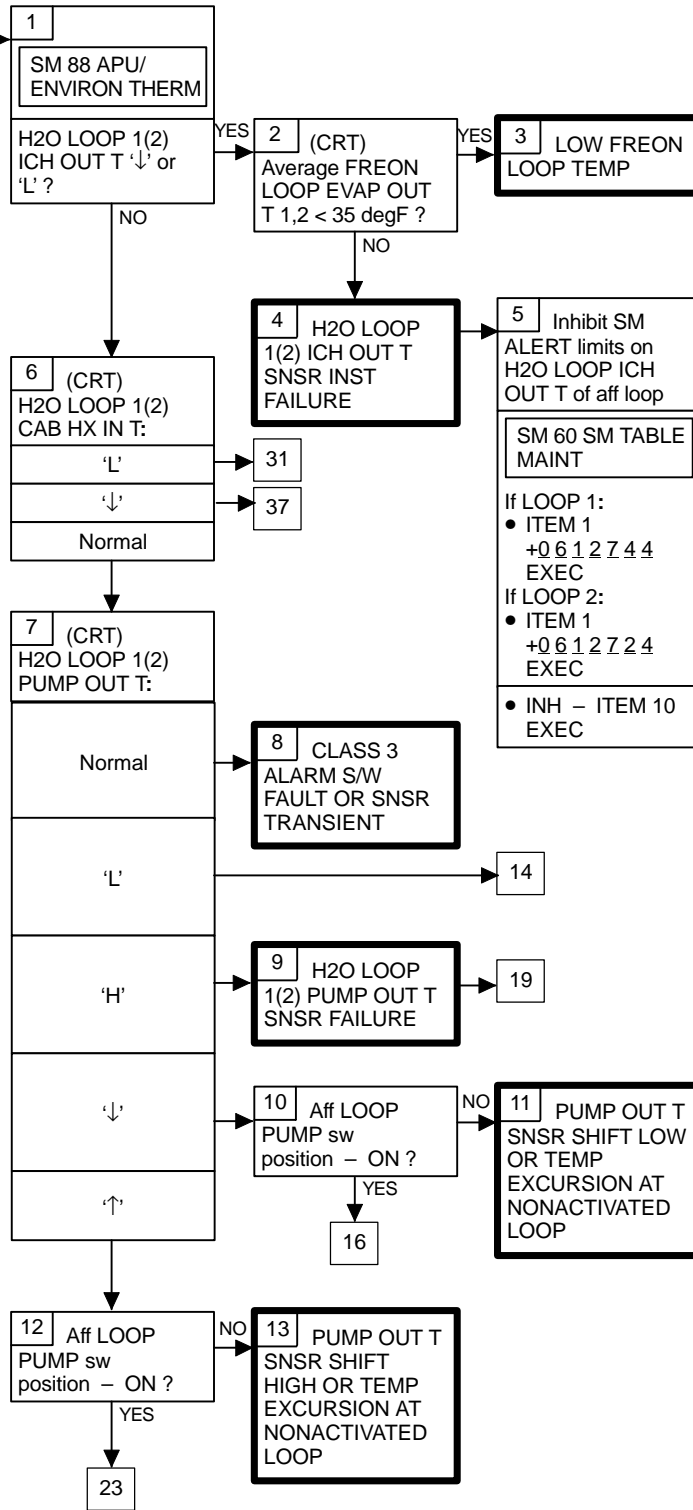 1
SM 88 APU/
ENVIRON THERM
H2O LOOP 1(2)
ICH OUT T ‘↓’ or
‘L’ ?
YES
NO
2
(CRT)
Average FREON
LOOP EVAP OUT
T 1,2 < 35 degF ?
YES
NO
3
LOW FREON
LOOP TEMP
4
H2O LOOP
1(2) ICH OUT T
SNSR INST
FAILURE
5
Inhibit SM
ALERT limits on
H2O LOOP ICH
OUT T of aff loop
SM 60 SM TABLE
MAINT
If LOOP 1:
• ITEM 1
+0 6 1 2 7 4 4
EXEC
If LOOP 2:
• ITEM 1
+0 6 1 2 7 2 4
EXEC
• INH – ITEM 10
EXEC
6
(CRT)
H2O LOOP 1(2)
CAB HX IN T:
‘L’
31
‘↓’
37
Normal
7
(CRT)
H2O LOOP 1(2)
PUMP OUT T:
Normal
8
CLASS 3
ALARM S/W
FAULT OR SNSR
TRANSIENT
‘L’
14
‘H’
9
H2O LOOP
1(2) PUMP OUT T
SNSR FAILURE
19
‘↓’
10
Aff LOOP
PUMP sw
position – ON ?
NO
YES
16
11
PUMP OUT T
SNSR SHIFT LOW
OR TEMP
EXCURSION AT
NONACTIVATED
LOOP
‘↑’
12
Aff LOOP
PUMP sw
position – ON ?
NO
YES
23
13
PUMP OUT T
SNSR SHIFT
HIGH OR TEMP
EXCURSION AT
NONACTIVATED
LOOP